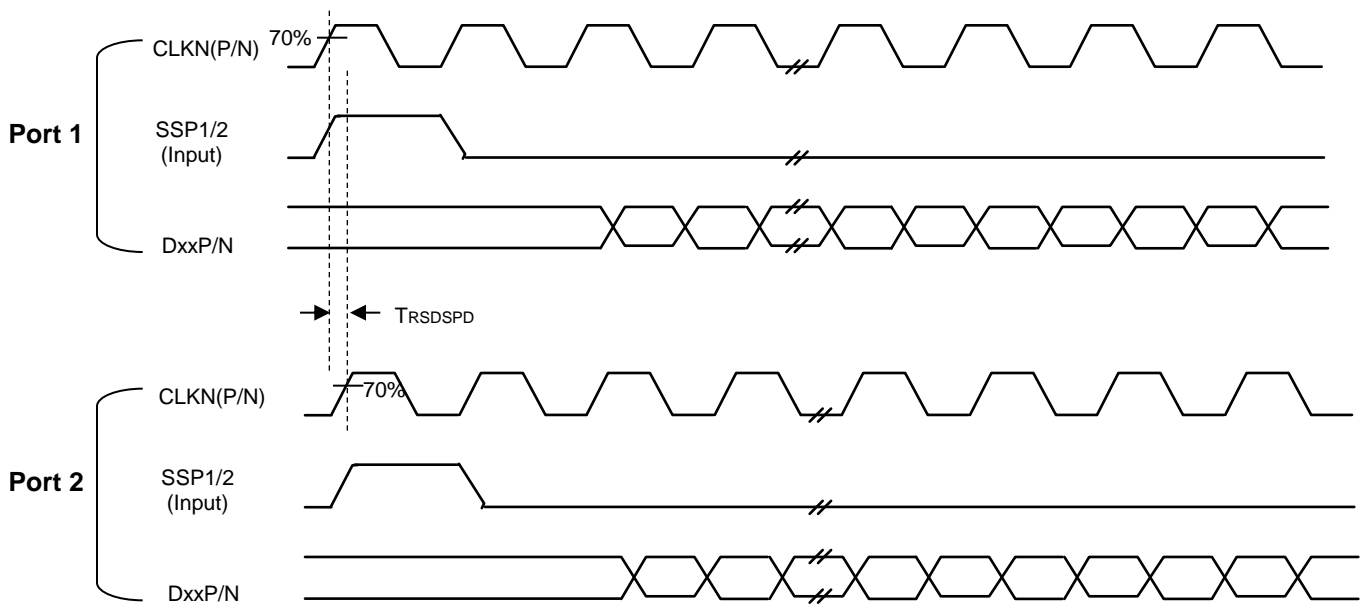 70%
CLKN(P/N)
Port 1
SSP1/2
(Input)
DxxP/N
TRSDSPD
70%
CLKN(P/N)
Port 2
SSP1/2
(Input)
DxxP/N